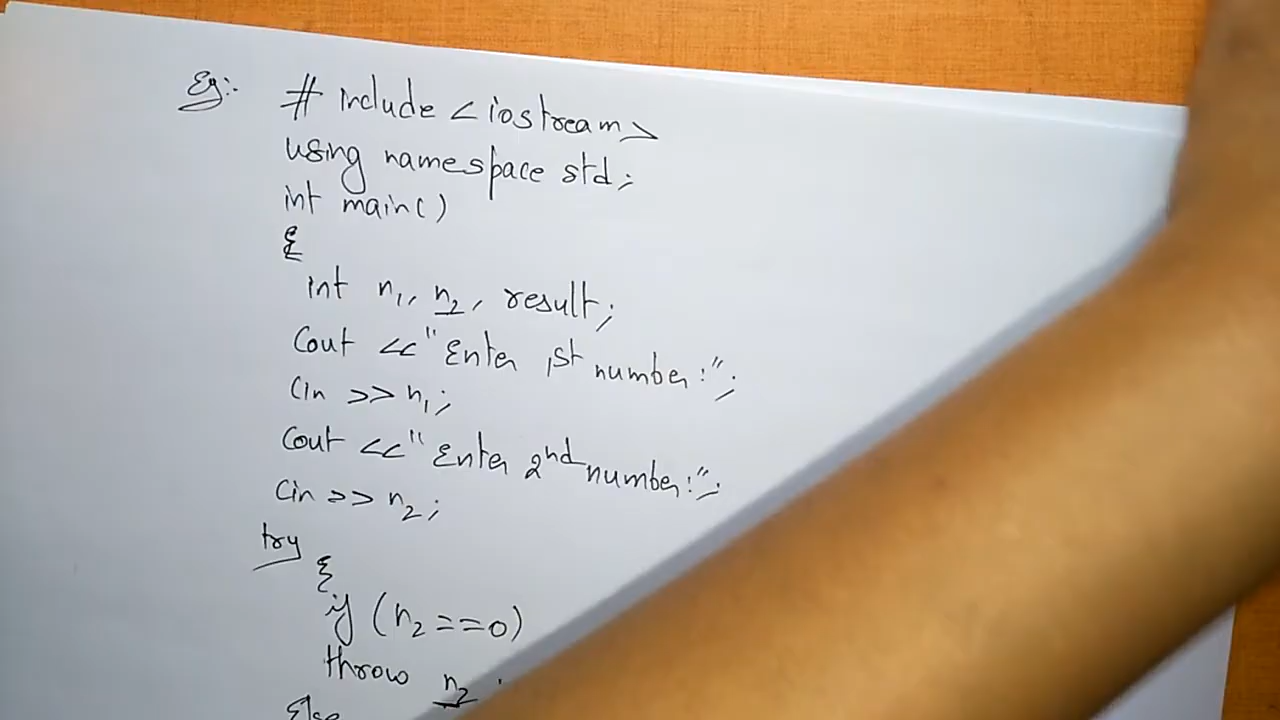 Eg:- # include <iostream>
using namespace std;
int main()
{
int n1, n2, result;
Cout <<"Enter 1st number:";
Cin >> n1;
Cout <<"Enter 2nd number:";
Cin >> n2;
try
{
if (n2==0)
throw n2
Else